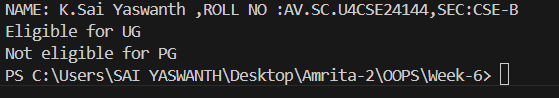 NAME: K.Sai Yaswanth ,ROLL NO :AV.SC.U4CSE24144,SEC:CSE-B
Eligible for UG
Not eligible for PG
PS C:\Users\SAI YASWANTH\Desktop\Amrita-2\OOPS\Week-6>